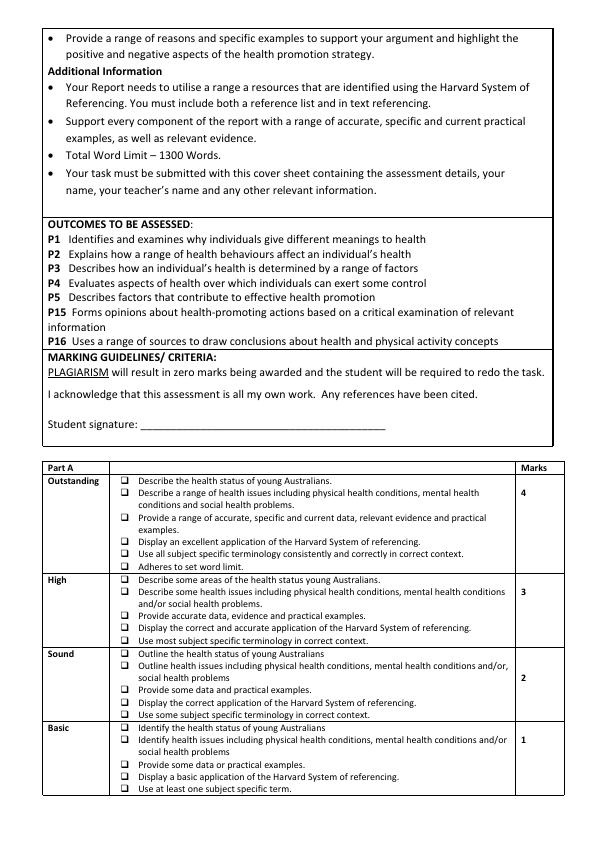 • Provide a range of reasons and specific examples to support your argument and highlight the
positive and negative aspects of the health promotion strategy.
Additional Information
• Your Report needs to utilise a range a resources that are identified using the Harvard System of
Referencing. You must include both a reference list and in text referencing.
• Support every component of the report with a range of accurate, specific and current practical
examples, as well as relevant evidence.
• Total Word Limit – 1300 Words.
• Your task must be submitted with this cover sheet containing the assessment details, your
name, your teacher's name and any other relevant information.
OUTCOMES TO BE ASSESSED:
P1 Identifies and examines why individuals give different meanings to health
P2 Explains how a range of health behaviours affect an individual's health
P3 Describes how an individual's health is determined by a range of factors
P4 Evaluates aspects of health over which individuals can exert some control
P5 Describes factors that contribute to effective health promotion
P15 Forms opinions about health-promoting actions based on a critical examination of relevant
information
P16 Uses a range of sources to draw conclusions about health and physical activity concepts
MARKING GUIDELINES/ CRITERIA:
PLAGIARISM will result in zero marks being awarded and the student will be required to redo the task.
I acknowledge that this assessment is all my own work. Any references have been cited.
Student signature: ________________________________________
Part A Marks
Outstanding ❑ Describe the health status of young Australians.
❑ Describe a range of health issues including physical health conditions, mental health 4
conditions and social health problems.
❑ Provide a range of accurate, specific and current data, relevant evidence and practical
examples.
❑ Display an excellent application of the Harvard System of referencing.
❑ Use all subject specific terminology consistently and correctly in correct context.
❑ Adheres to set word limit.
High ❑ Describe some areas of the health status young Australians.
❑ Describe some health issues including physical health conditions, mental health conditions 3
and/or social health problems.
❑ Provide accurate data, evidence and practical examples.
❑ Display the correct and accurate application of the Harvard System of referencing.
❑ Use most subject specific terminology in correct context.
Sound ❑ Outline the health status of young Australians
❑ Outline health issues including physical health conditions, mental health conditions and/or,
social health problems 2
❑ Provide some data and practical examples.
❑ Display the correct application of the Harvard System of referencing.
❑ Use some subject specific terminology in correct context.
Basic ❑ Identify the health status of young Australians
❑ Identify health issues including physical health conditions, mental health conditions and/or 1
social health problems
❑ Provide some data or practical examples.
❑ Display a basic application of the Harvard System of referencing.
❑ Use at least one subject specific term.